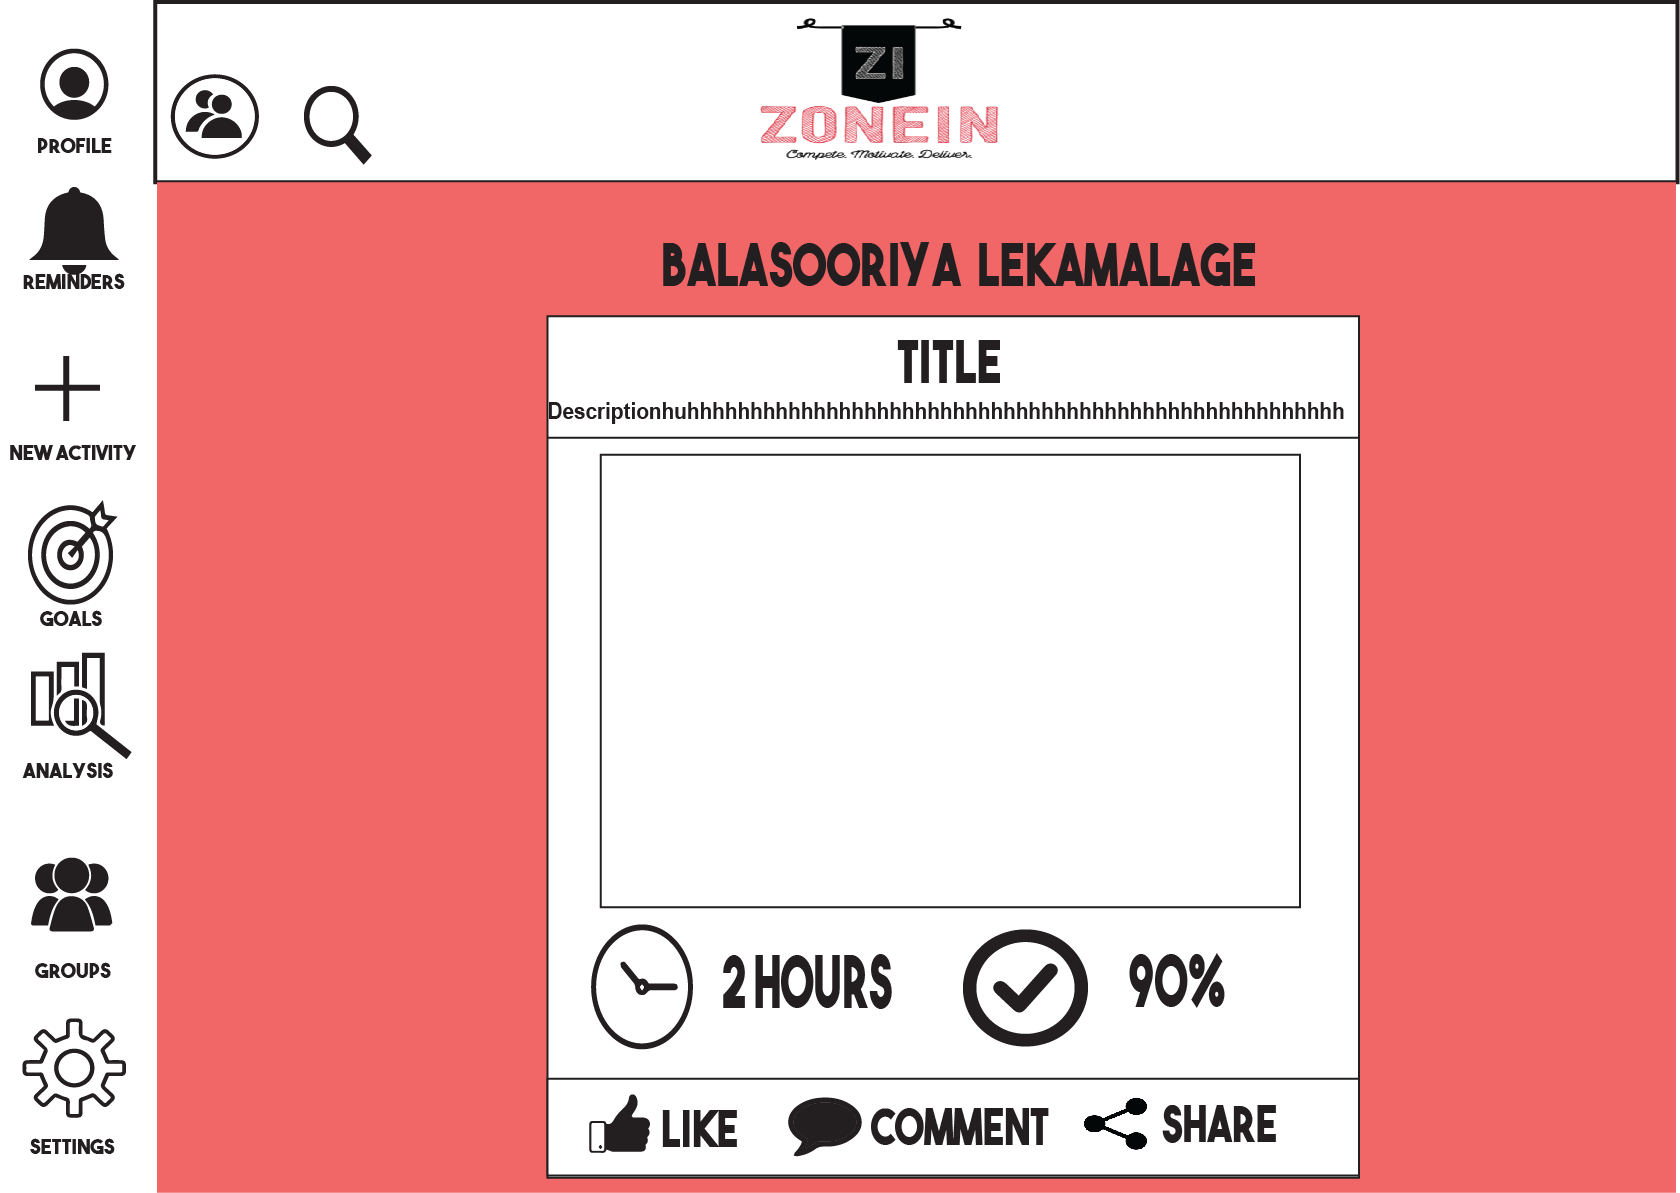 ZI
ZONEIN
Compete. Motivate. Deliver.
PROFILE
REMINDERS
NEW ACTIVITY
GOALS
ANALYSIS
GROUPS
SETTINGS
BALASOORIYA LEKAMALAGE
TITLE
Descriptionhuhhhhhhhhhhhhhhhhhhhhhhhhhhhhhhhhhhhhhhhhhhhhhhhhhhhh
2 HOURS
90%
LIKE
COMMENT
SHARE